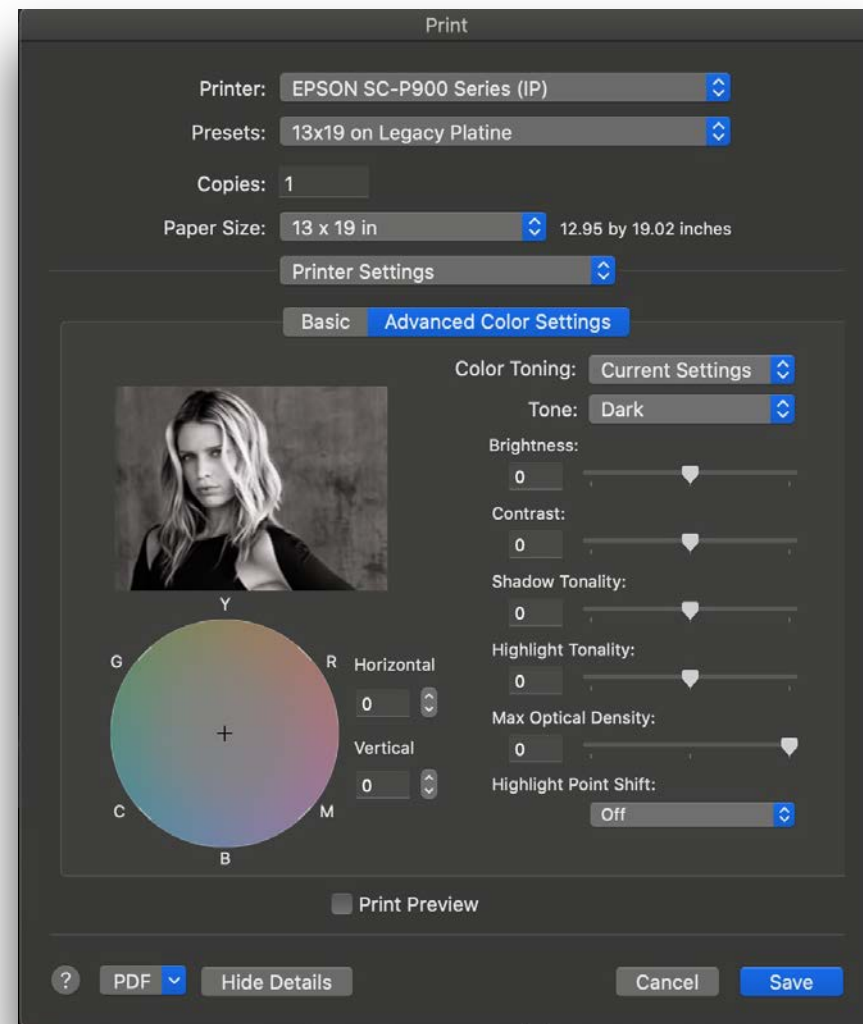 Print
Printer: EPSON SC-P900 Series (IP)
Presets: 13x19 on Legacy Platine
Copies: 1
Paper Size: 13 x 19 in 12.95 by 19.02 inches
Printer Settings
Basic Advanced Color Settings
Color Toning: Current Settings
Tone: Dark
Brightness:
0
Contrast:
0
Shadow Tonality:
0
Highlight Tonality:
0
Max Optical Density:
0
Highlight Point Shift:
Off
Y
G R
C M
B
Horizontal
0
Vertical
0
Print Preview
? PDF Hide Details Cancel Save